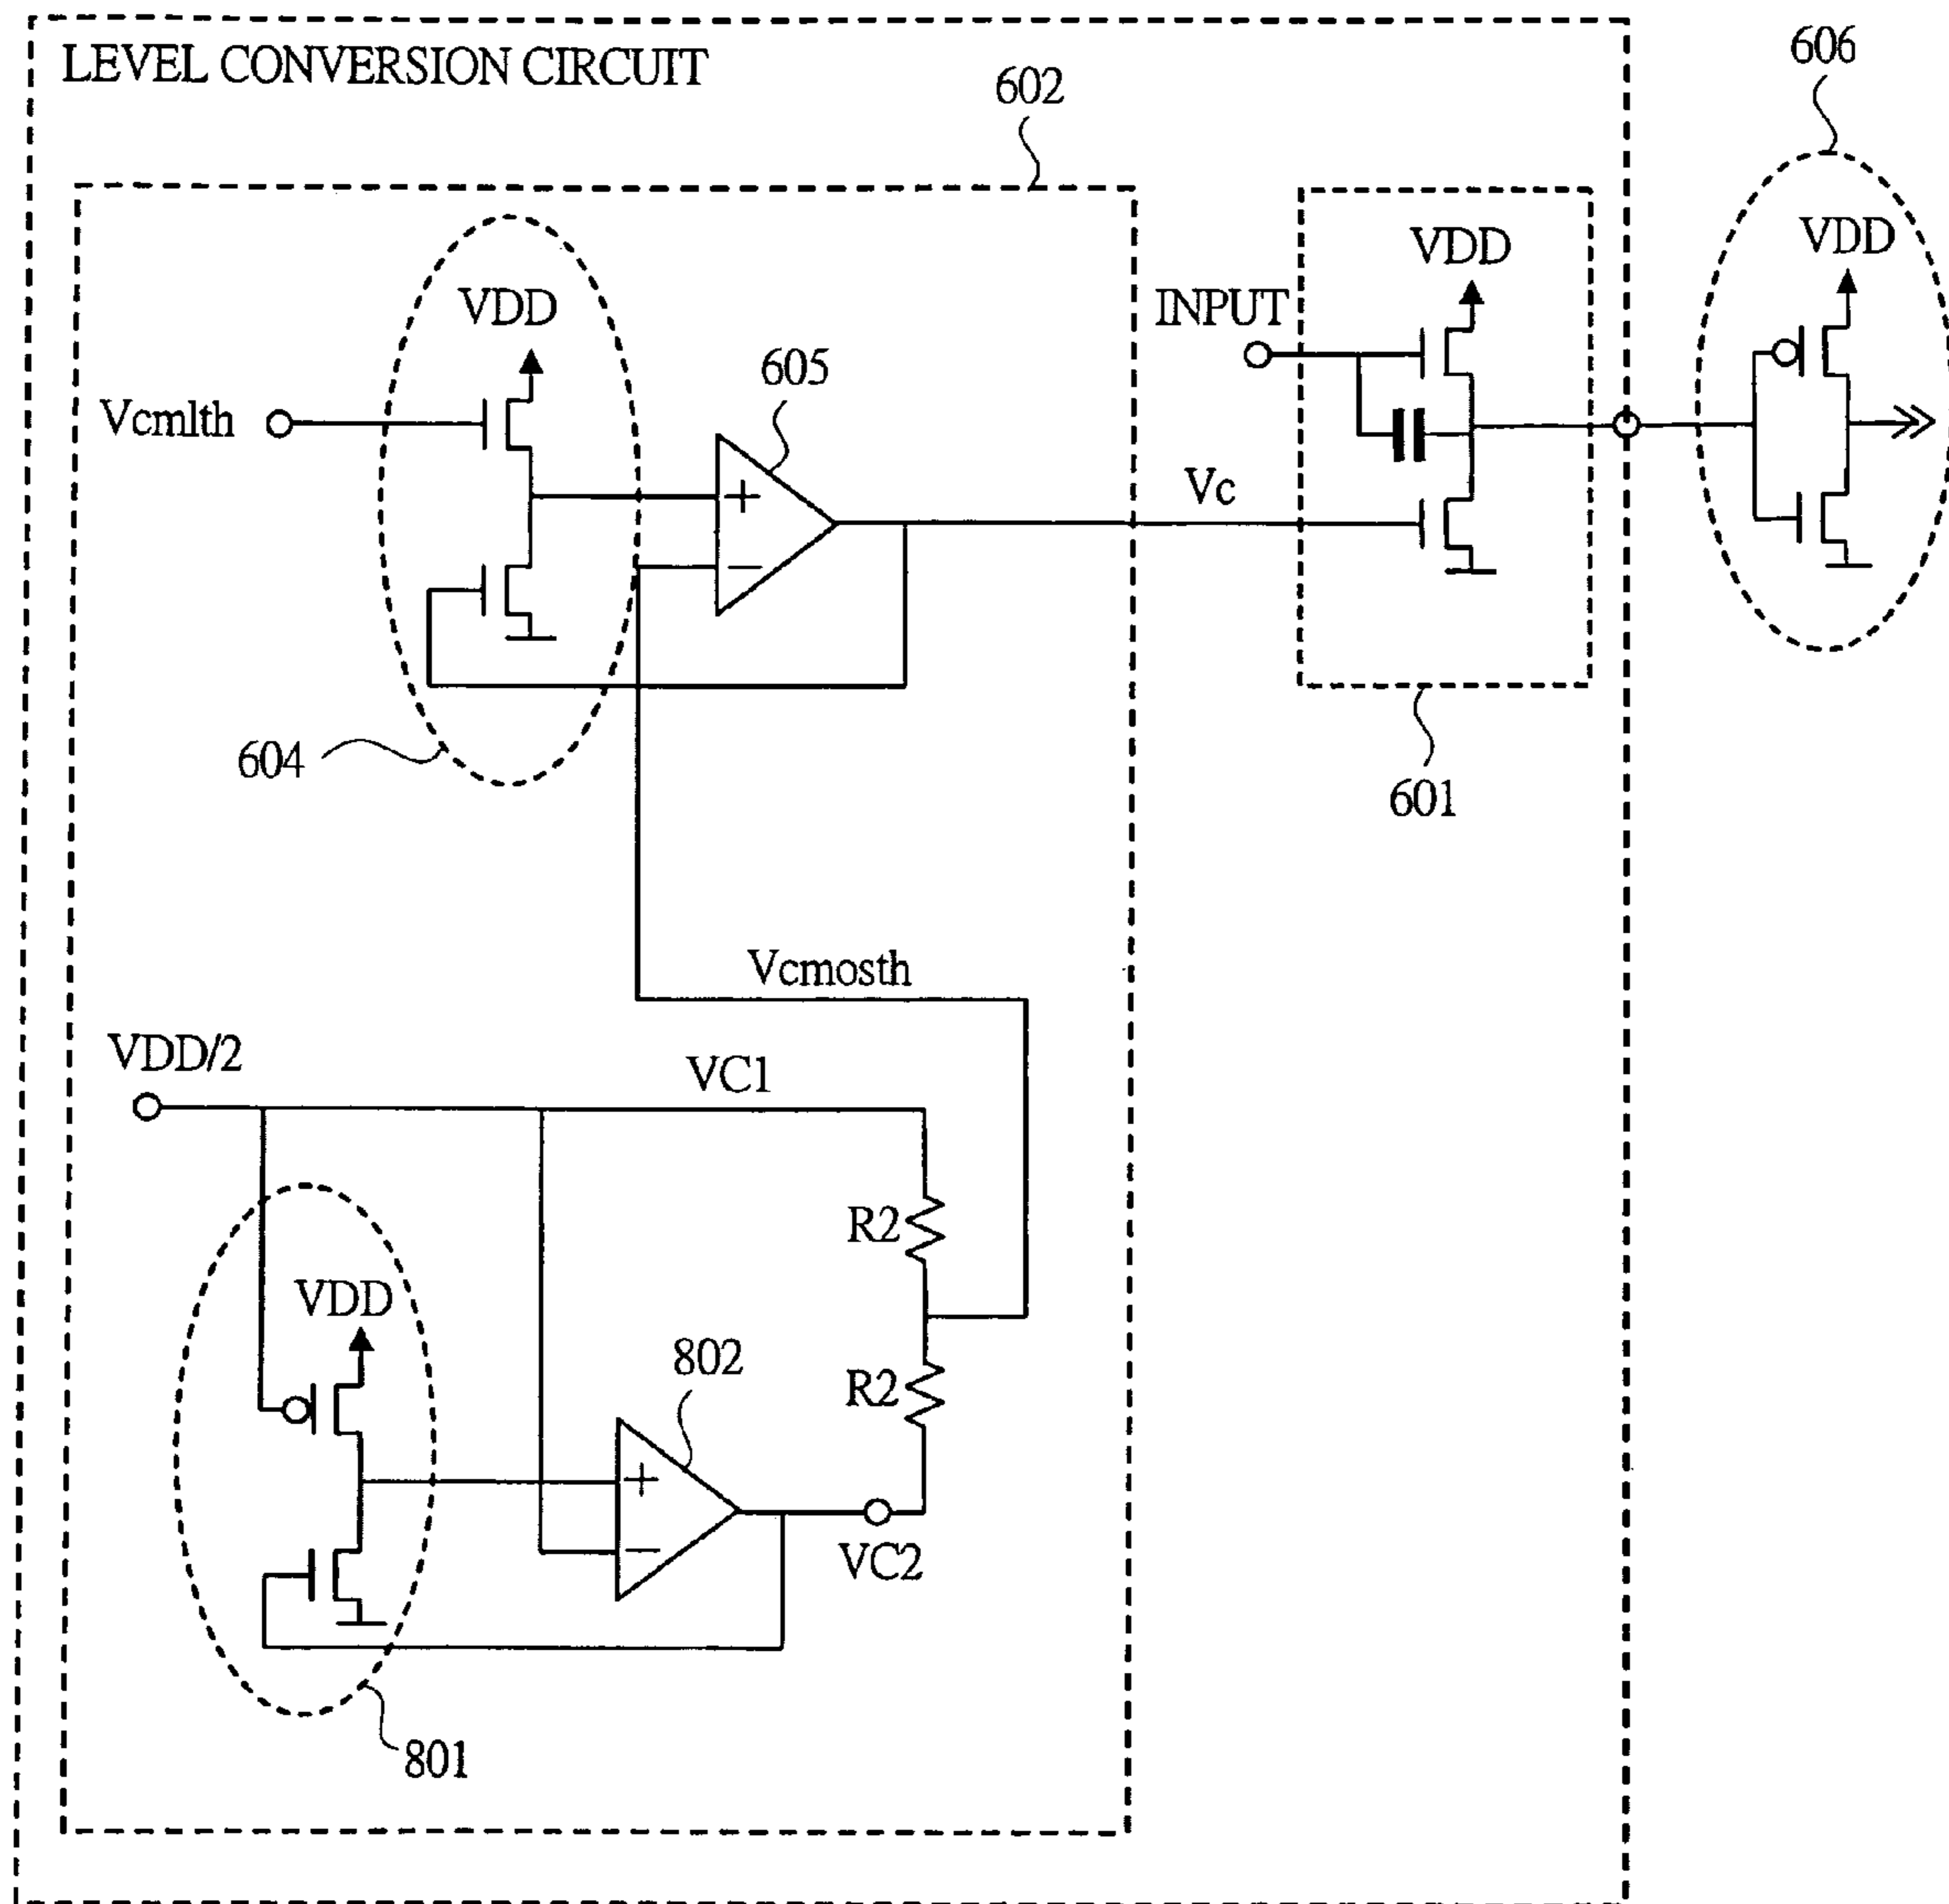 LEVEL CONVERSION CIRCUIT
606
602
VDD
VDD
INPUT
VDD
605
Vcmlth
+
Vc
−
604
601
Vcmosth
VDD/2
VC1
R2
VDD
802
R2
+
−
VC2
801